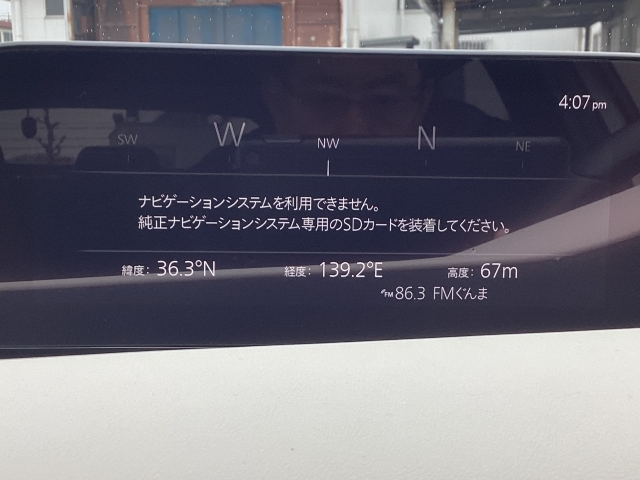 4:07pm
SW W NW N NE
ナビゲーションシステムを利用できません。
純正ナビゲーションシステム専用のSDカードを装着してください。
緯度: 36.3°N 経度: 139.2°E 高度: 67m
FM 86.3 FMぐんま